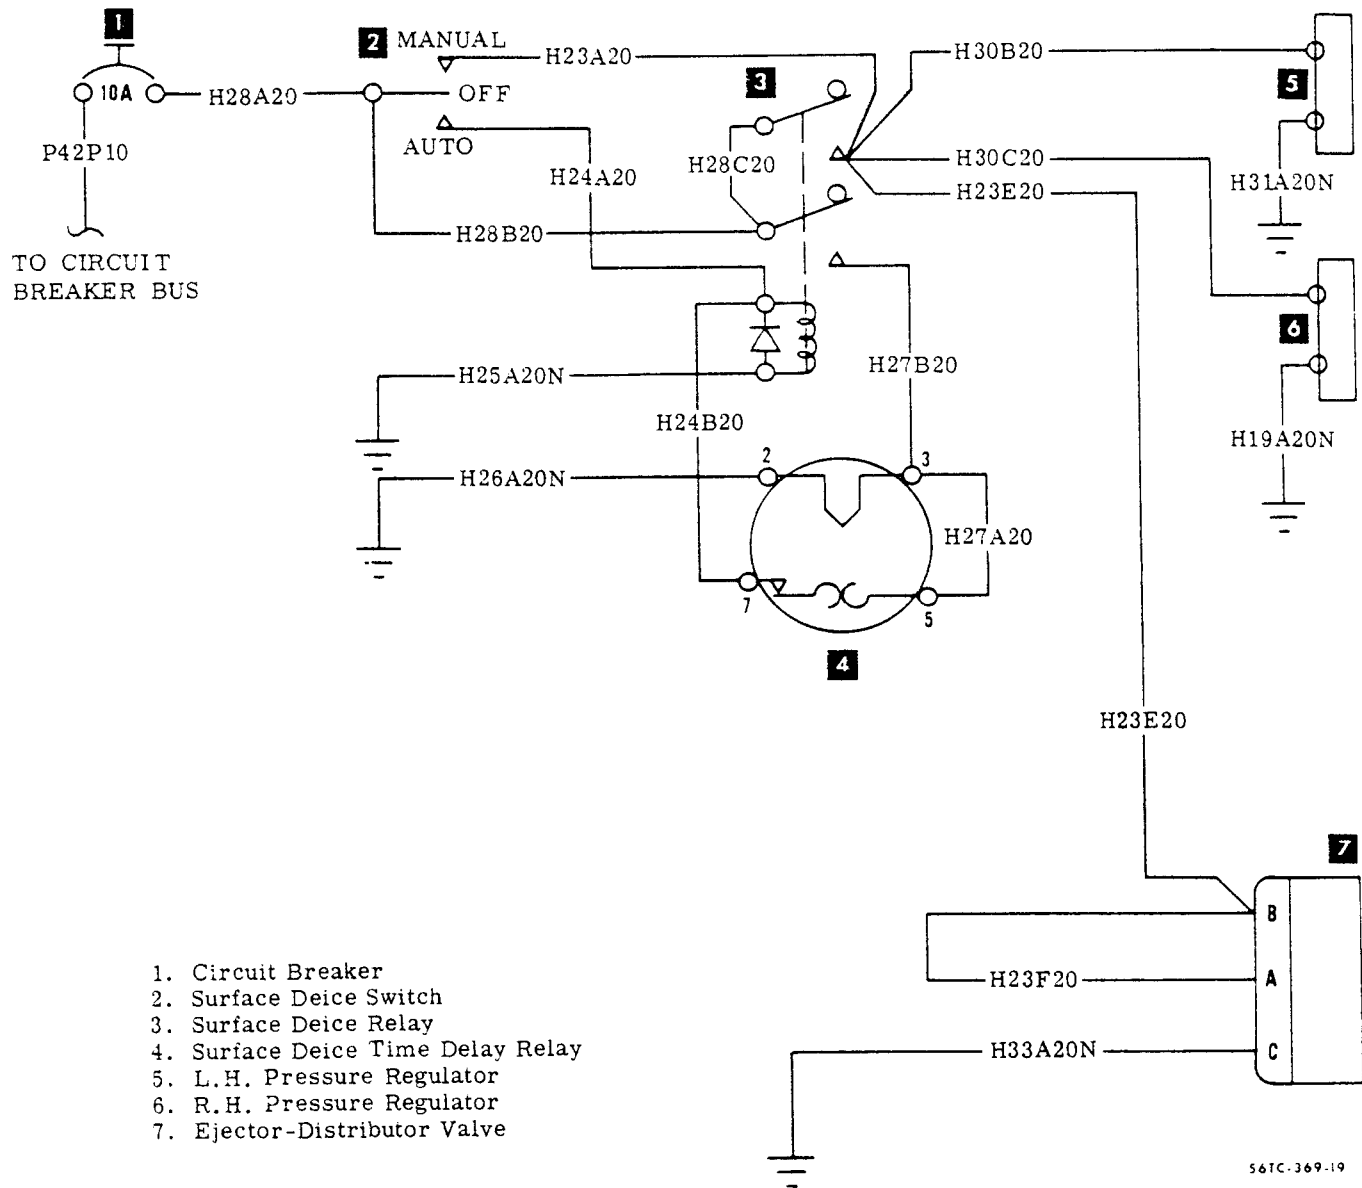 1
2 MANUAL
H23A20
H30B20
10A
H28A20
OFF
3
5
P42P10
AUTO
H28C20
H30C20
H24A20
H23E20
H31A20N
H28B20
TO CIRCUIT
BREAKER BUS
6
H25A20N
H27B20
H24B20
H19A20N
2
3
H26A20N
H27A20
7
5
4
H23E20
7
B
H23F20
A
H33A20N
C
1. Circuit Breaker
2. Surface Deice Switch
3. Surface Deice Relay
4. Surface Deice Time Delay Relay
5. L.H. Pressure Regulator
6. R.H. Pressure Regulator
7. Ejector-Distributor Valve
56TC-369-19